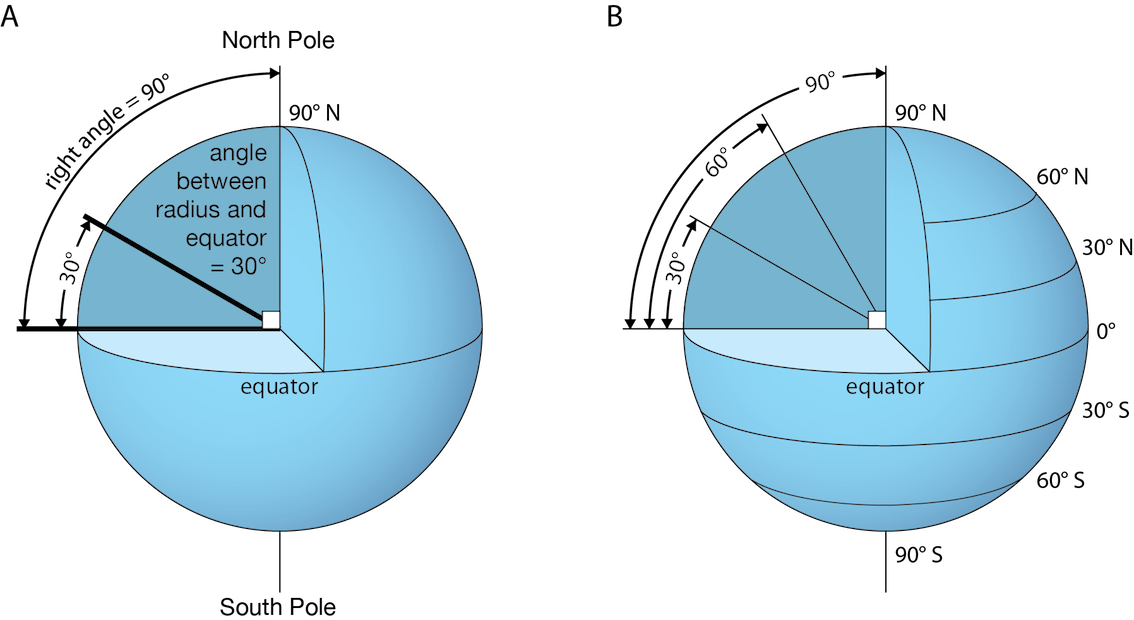 A
North Pole
right angle = 90°
90° N
angle
between
radius and
equator
= 30°
30°
equator
South Pole
B
90°
90° N
60°
60° N
30°
30° N
0°
equator
30° S
60° S
90° S